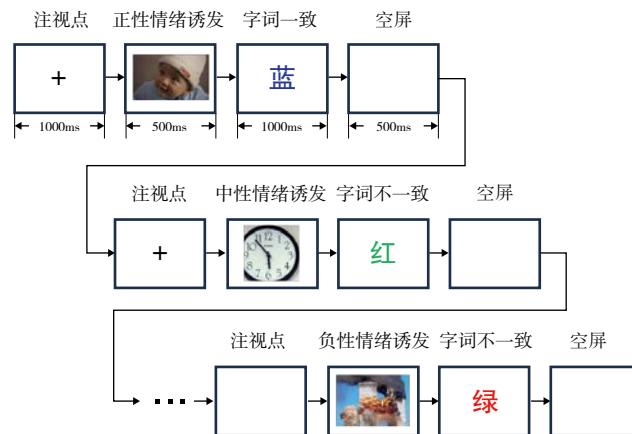 注视点 正性情绪诱发 字词一致 空屏
+ 蓝
1000ms 500ms 1000ms 500ms
注视点 中性情绪诱发 字词不一致 空屏
+ 红
注视点 负性情绪诱发 字词不一致 空屏
绿